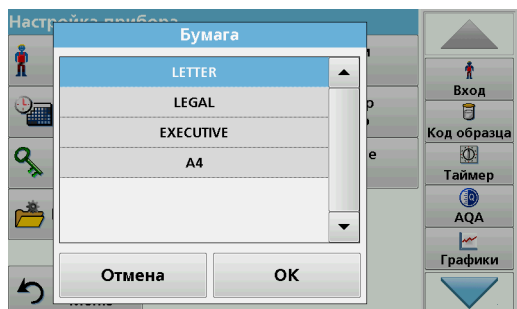 Настройка прибора
Бумага
LETTER
LEGAL
EXECUTIVE
A4
Отмена
OK
Вход
Код образца
Таймер
AQA
Графики